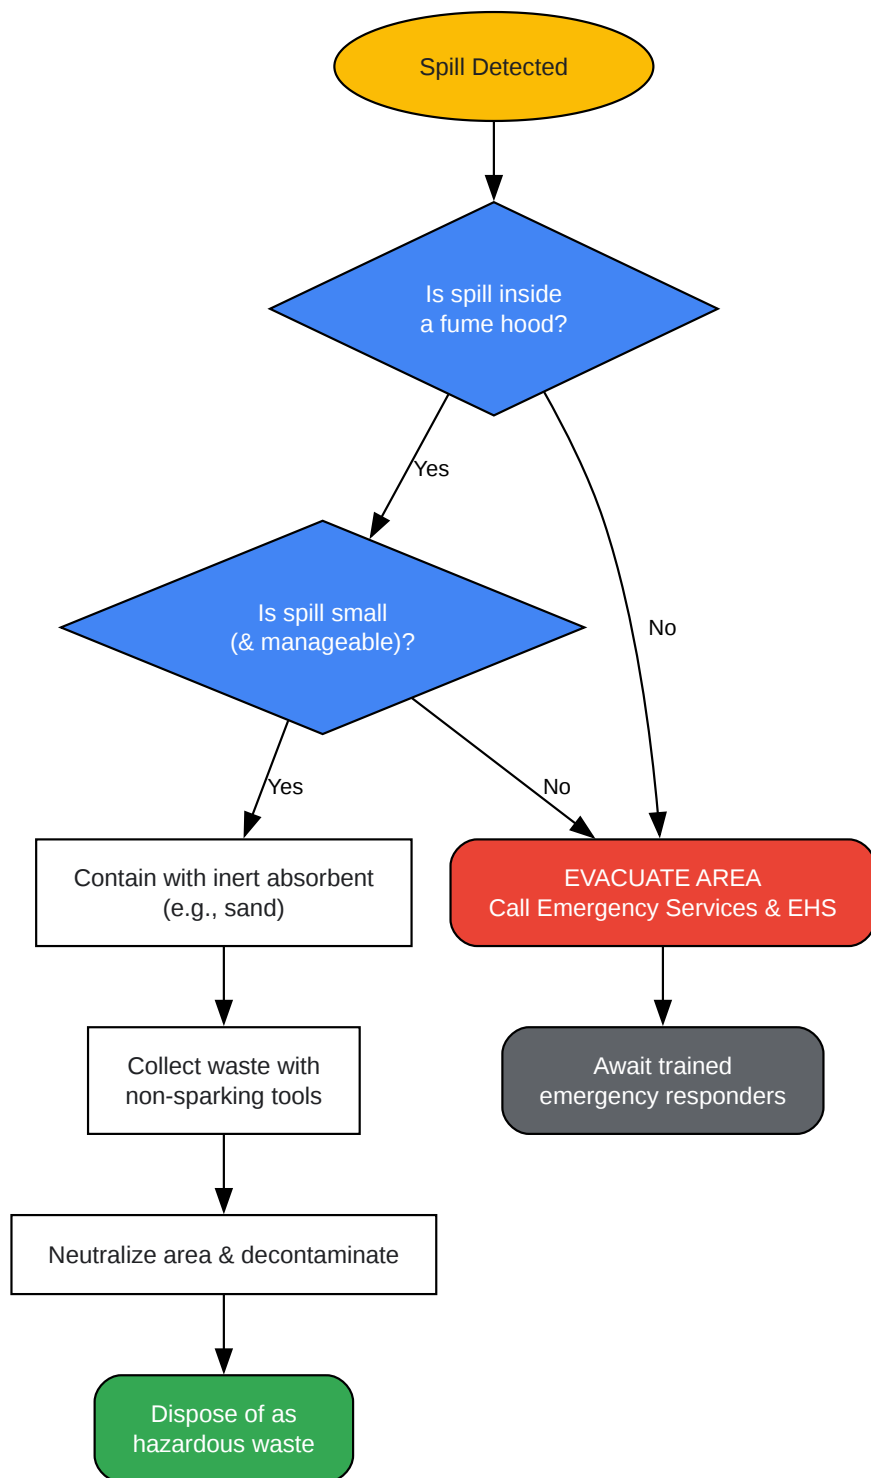 Spill Detected
Is spill inside
a fume hood?
Yes
No
Is spill small
(& manageable)?
Yes
No
Contain with inert absorbent
(e.g., sand)
EVACUATE AREA
Call Emergency Services & EHS
Collect waste with
non-sparking tools
Await trained
emergency responders
Neutralize area & decontaminate
Dispose of as
hazardous waste